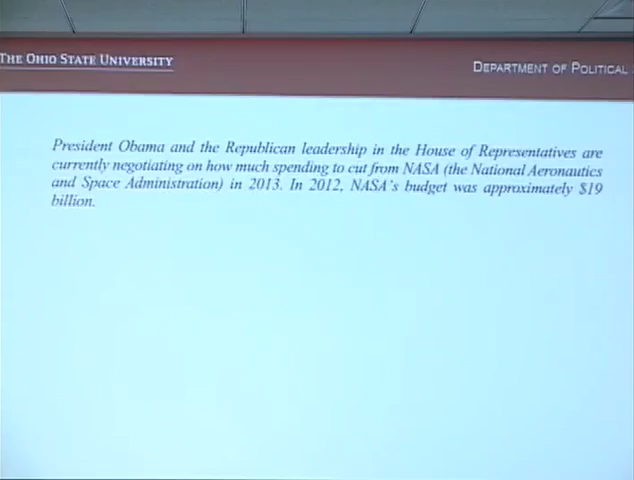 THE OHIO STATE UNIVERSITY
DEPARTMENT OF POLITICAL
President Obama and the Republican leadership in the House of Representatives are
currently negotiating on how much spending to cut from NASA (the National Aeronautics
and Space Administration) in 2013. In 2012, NASA's budget was approximately $19
billion.